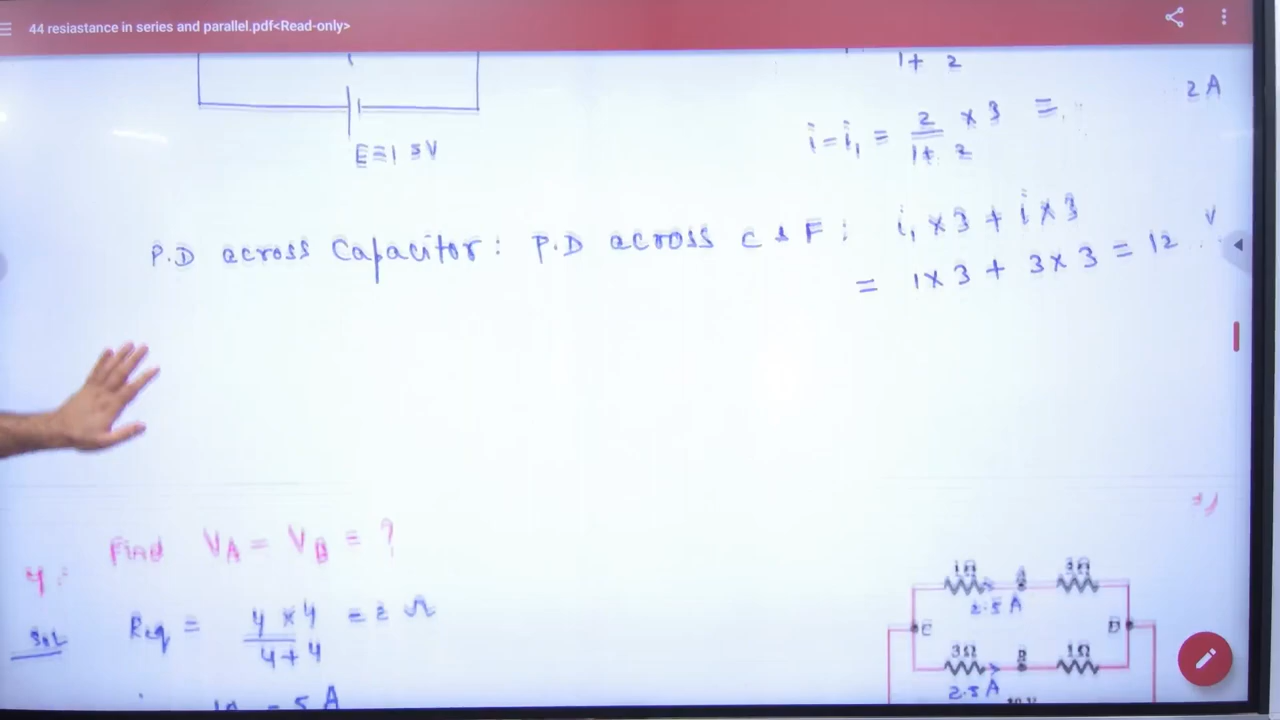 44 resiastance in series and parallel.pdf<Read-only>
1+ 2
2 A
i-i₁ = 2/1+ 2 × 3 =
E=15V
P.D across Capacitor: P.D across C & F: i₁×3 + i×3
= 1×3 + 3×3 = 12 V
4:
Find VA = VB = ?
Sol
Req = 4×4/4+4 = 2 Ω
5 A
1Ω A 3Ω
2.5 A
C D
3Ω B 1Ω
2.5 A